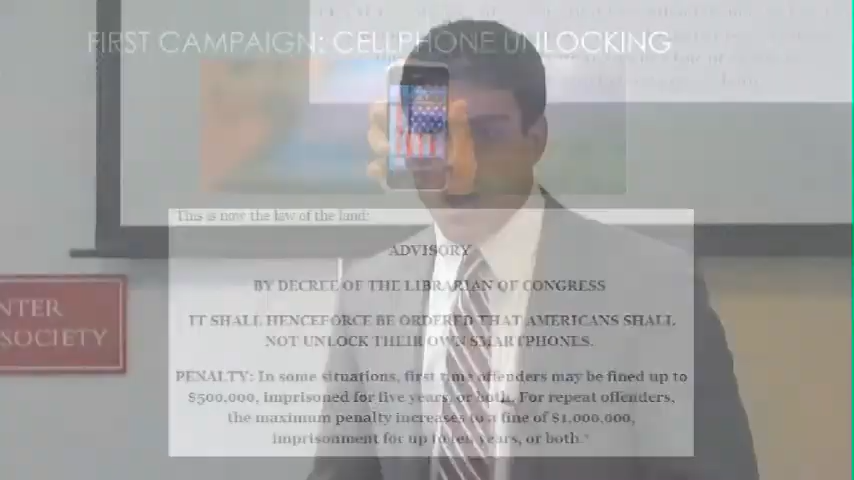 FIRST CAMPAIGN: CELLPHONE UNLOCKING
This is now the law of the land:
ADVISORY
BY DECREE OF THE LIBRARIAN OF CONGRESS
IT SHALL HENCEFORCE BE ORDERED THAT AMERICANS SHALL
NOT UNLOCK THEIR OWN SMARTPHONES.
PENALTY: In some situations, first time offenders may be fined up to
$500,000, imprisoned for five years, or both. For repeat offenders,
the maximum penalty increases to a fine of $1,000,000,
imprisonment for up to ten years, or both.*
NTER
SOCIETY